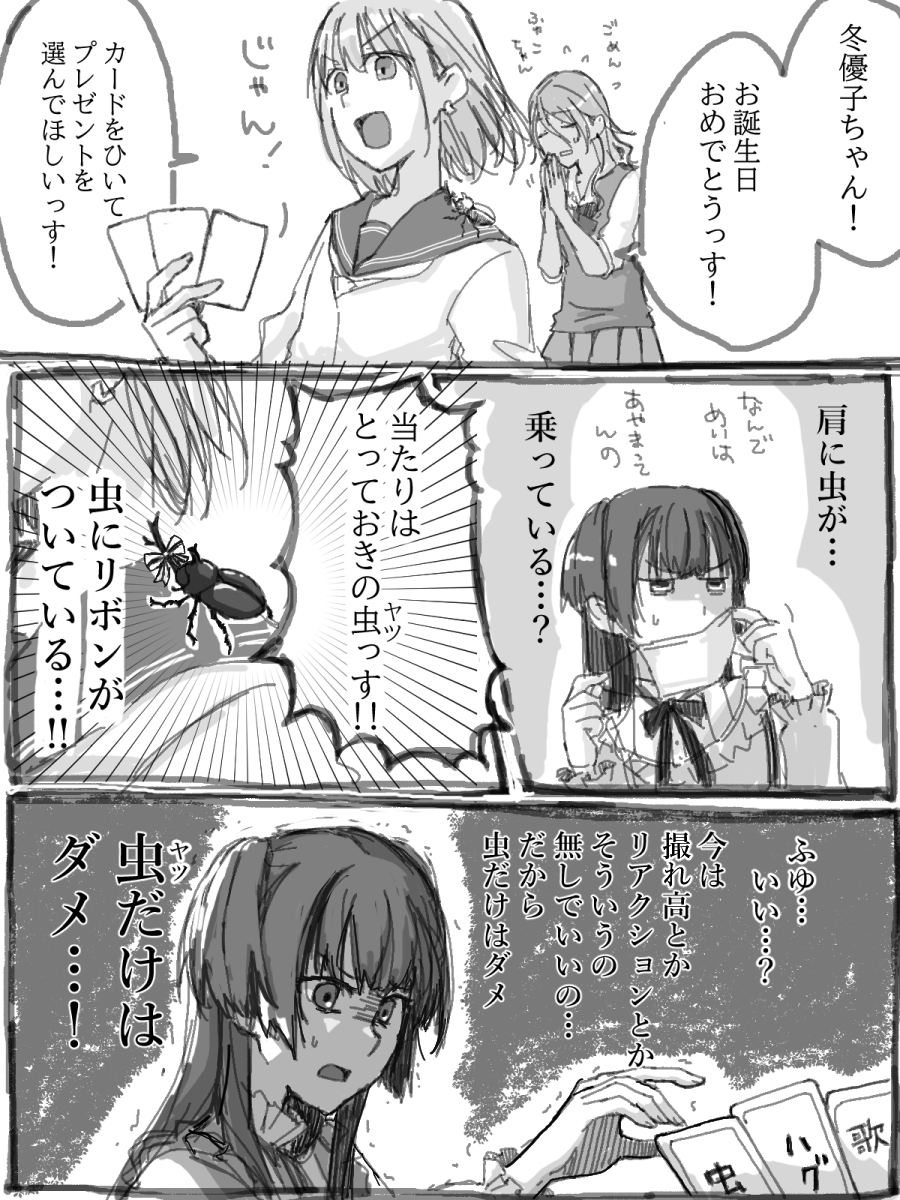 冬優子ちゃん！
お誕生日
おめでとうっす！
ごめんっ
ふゆこ
ちゃん
じゃん！
カードをひいて
プレゼントを
選んでほしいっす！
肩に虫が…
乗っている…？
なんで
めいは
あやまって
んの
当たりは
とっておきの虫っす！！
ヤツ
虫にリボンが
ついている…‼
ふゆ…
いい…？
今は
撮れ高とか
リアクションとか
そういうの
無しでいいの…
だから
虫だけはダメ
虫だけは
ヤツ
ダメ…！
歌
ハグ
虫